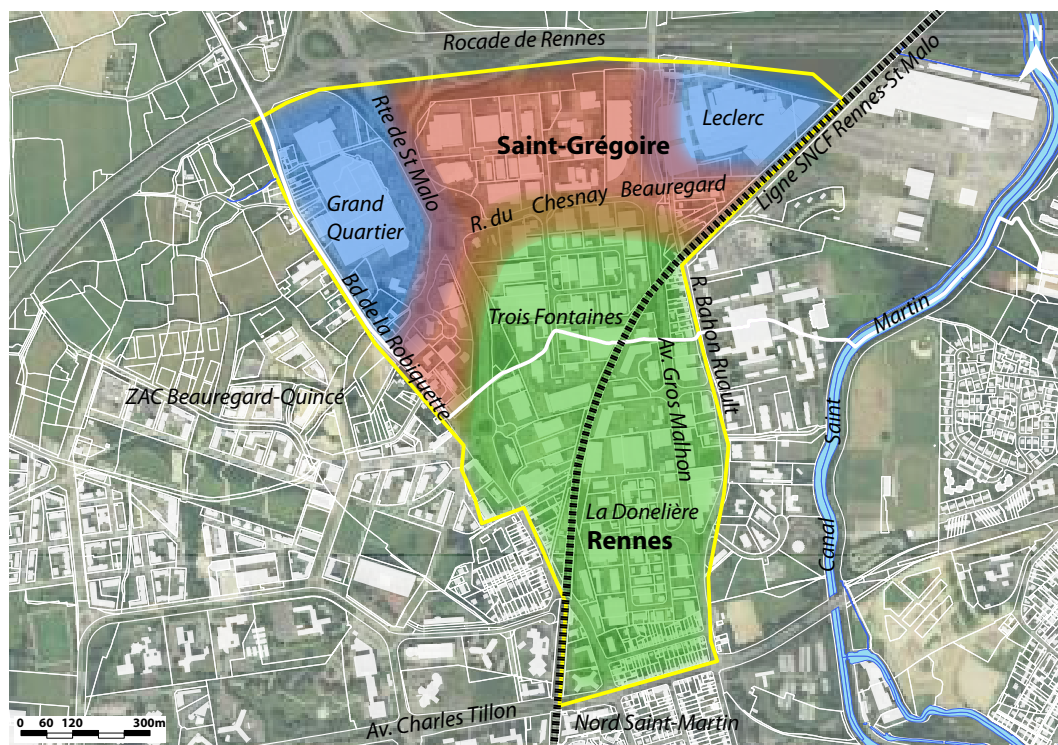 Rocade de Rennes
N
Rte de St Malo
Leclerc
Saint-Grégoire
Ligne SNCF Rennes-St Malo
R. du Chesnay Beauregard
Grand
Quartier
Bd de la Robiquette
Trois Fontaines
R. Bahon Ruault
Av. Gros Malhon
Canal Saint Martin
ZAC Beauregard-Quincé
La Donelière
Rennes
0 60 120 300m
Av. Charles Tillon
Nord Saint-Martin